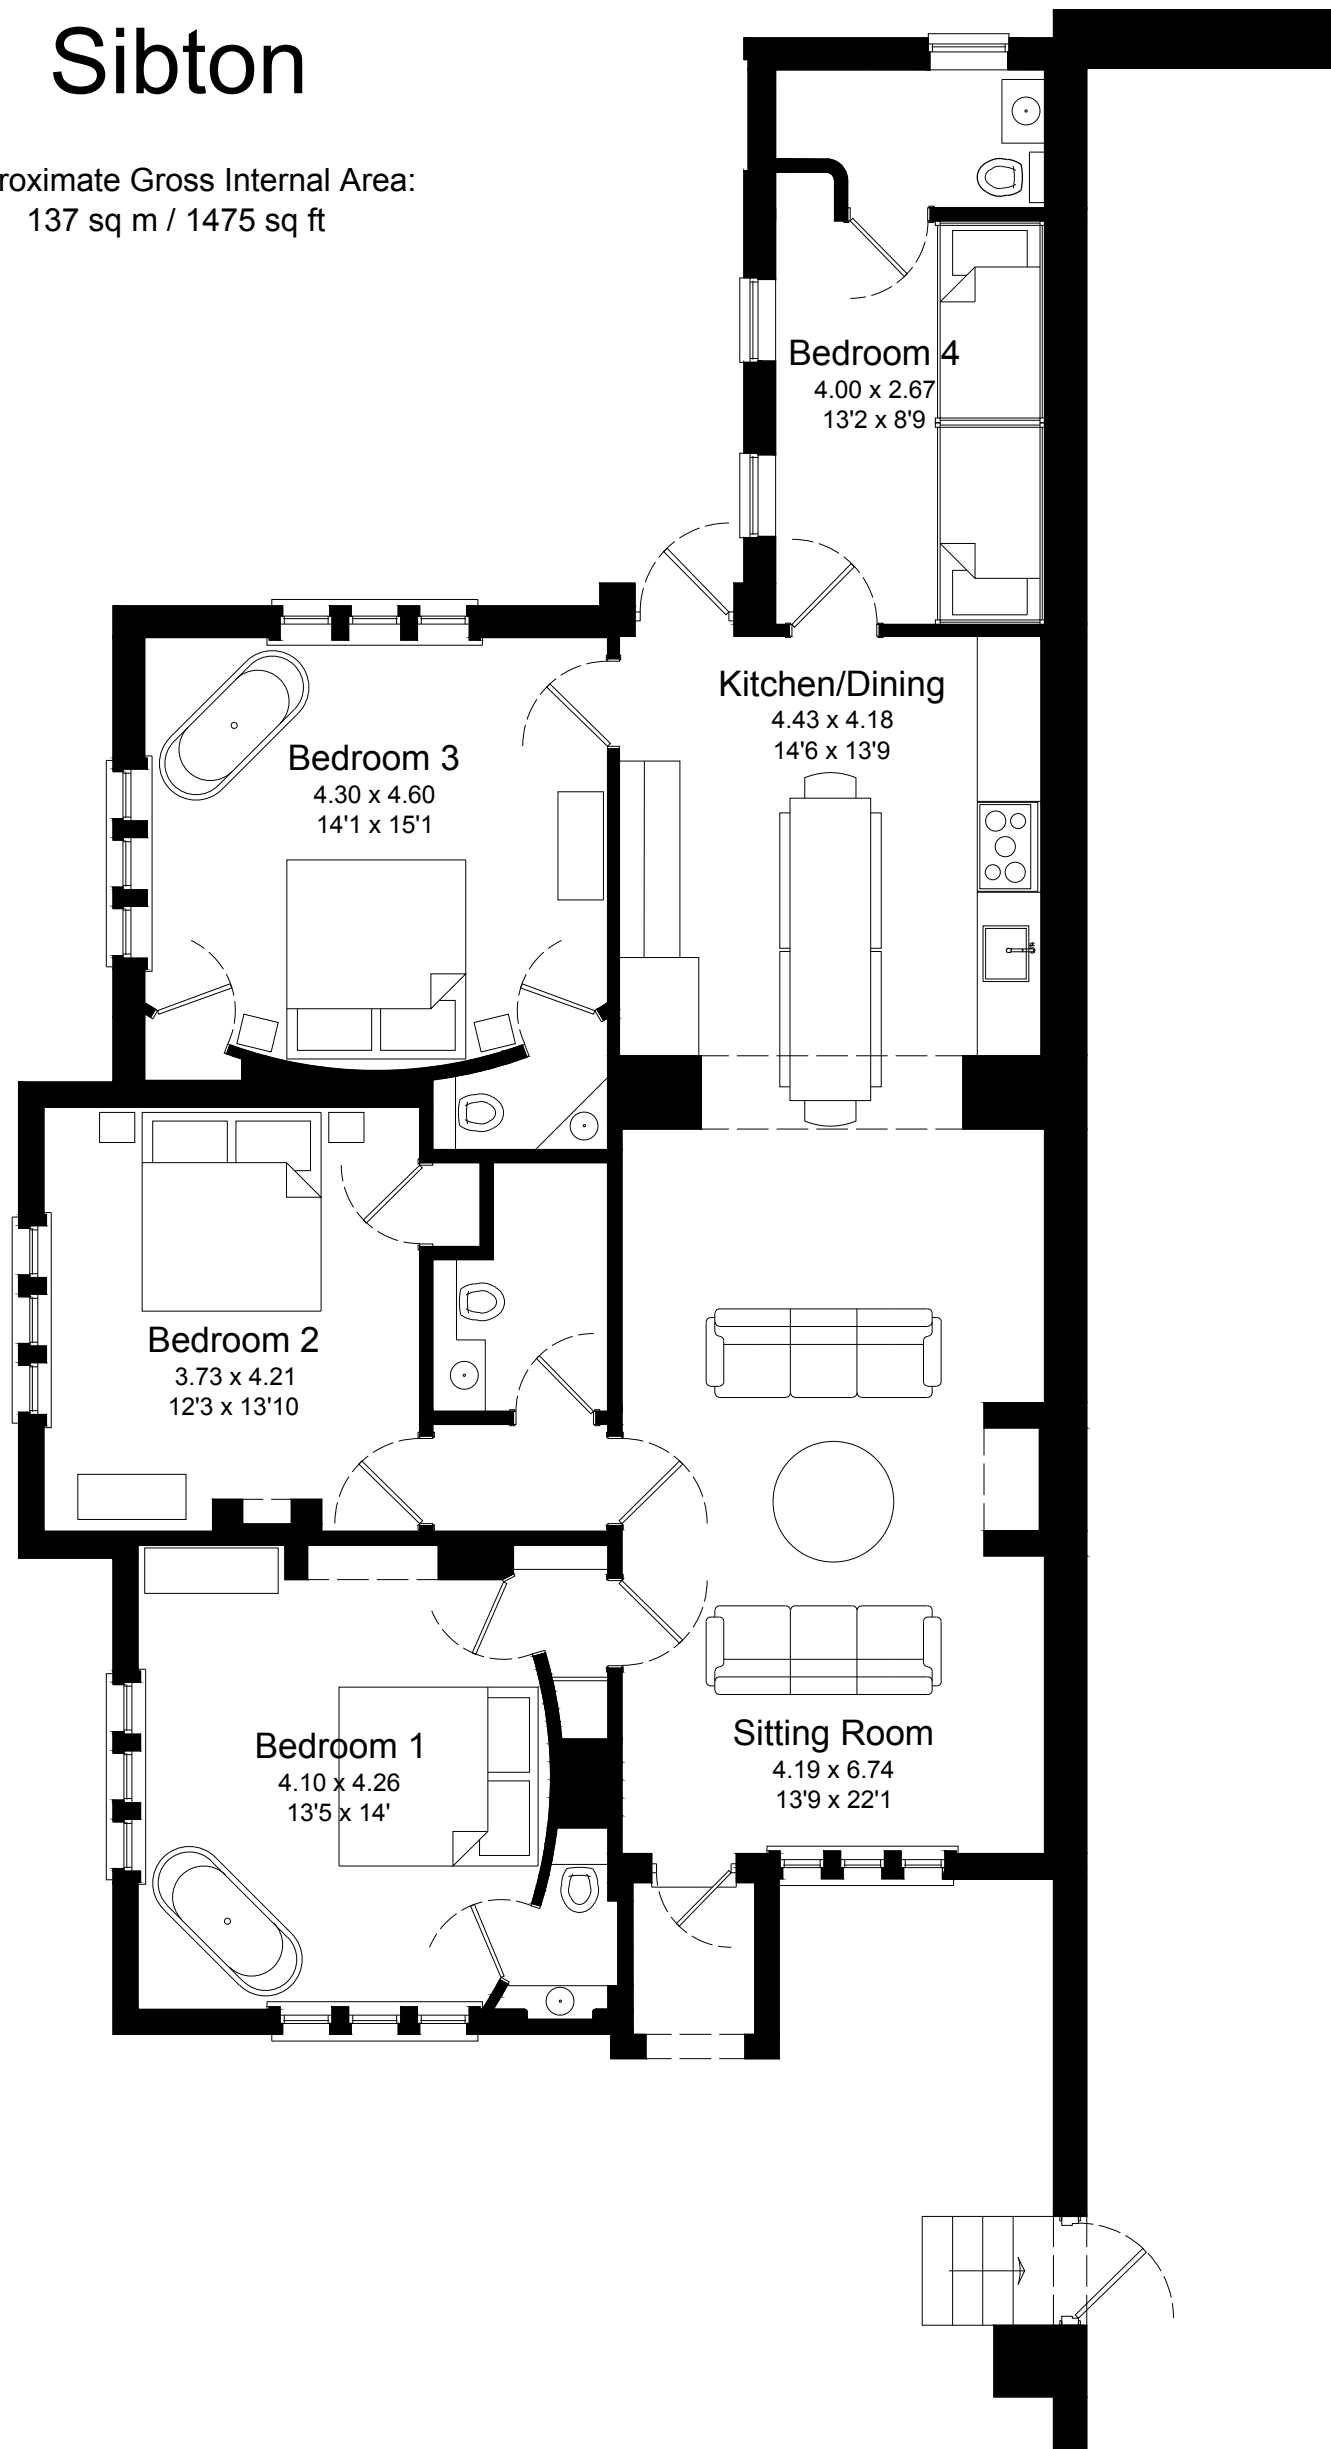 Sibton
roximate Gross Internal Area:
137 sq m / 1475 sq ft
Bedroom 4
4.00 x 2.67
13'2 x 8'9
Kitchen/Dining
4.43 x 4.18
14'6 x 13'9
Bedroom 3
4.30 x 4.60
14'1 x 15'1
Bedroom 2
3.73 x 4.21
12'3 x 13'10
Bedroom 1
4.10 x 4.26
13'5 x 14'
Sitting Room
4.19 x 6.74
13'9 x 22'1